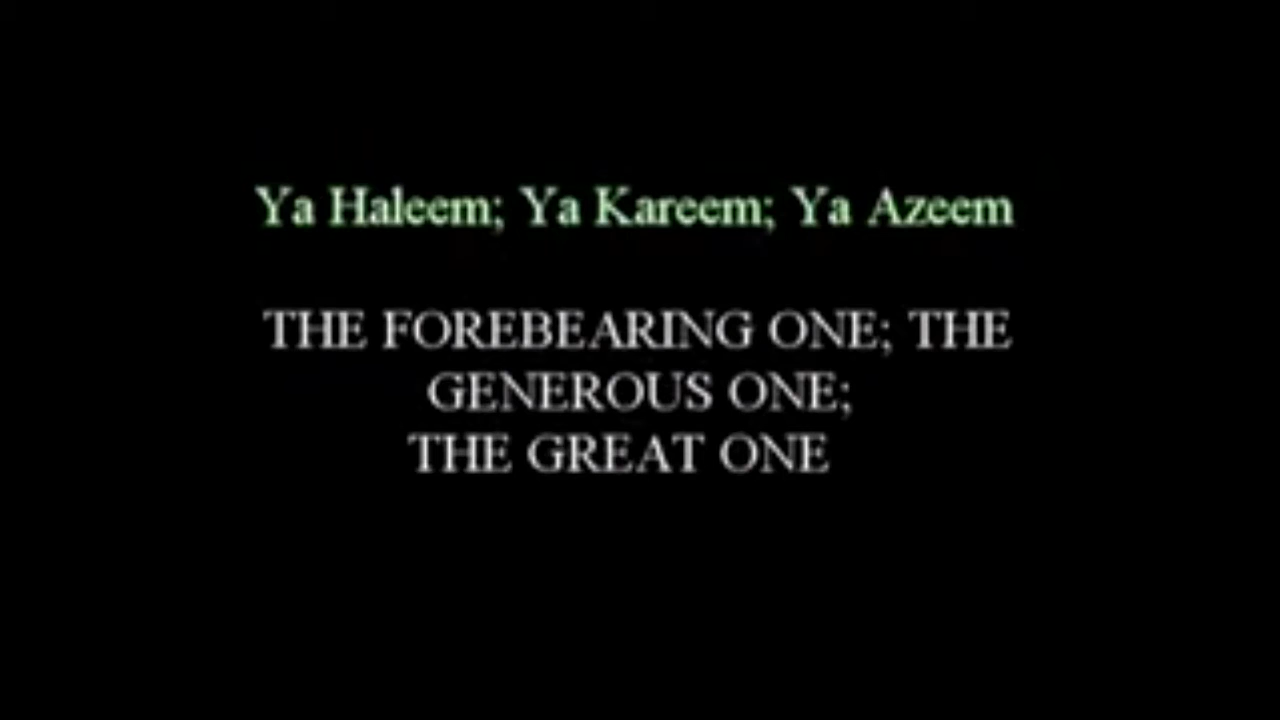 Ya Haleem; Ya Kareem; Ya Azeem
THE FOREBEARING ONE; THE
GENEROUS ONE;
THE GREAT ONE